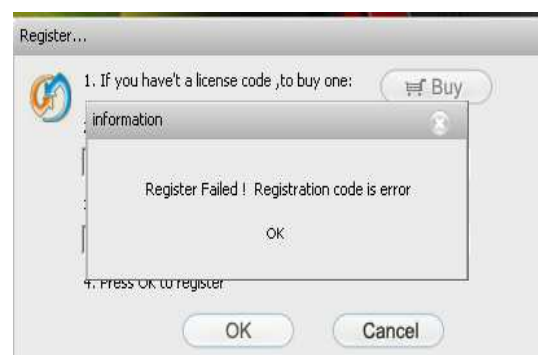 Register...
1. If you have't a license code ,to buy one:
Buy
information
Register Failed ! Registration code is error
OK
4. Press OK to register
OK
Cancel